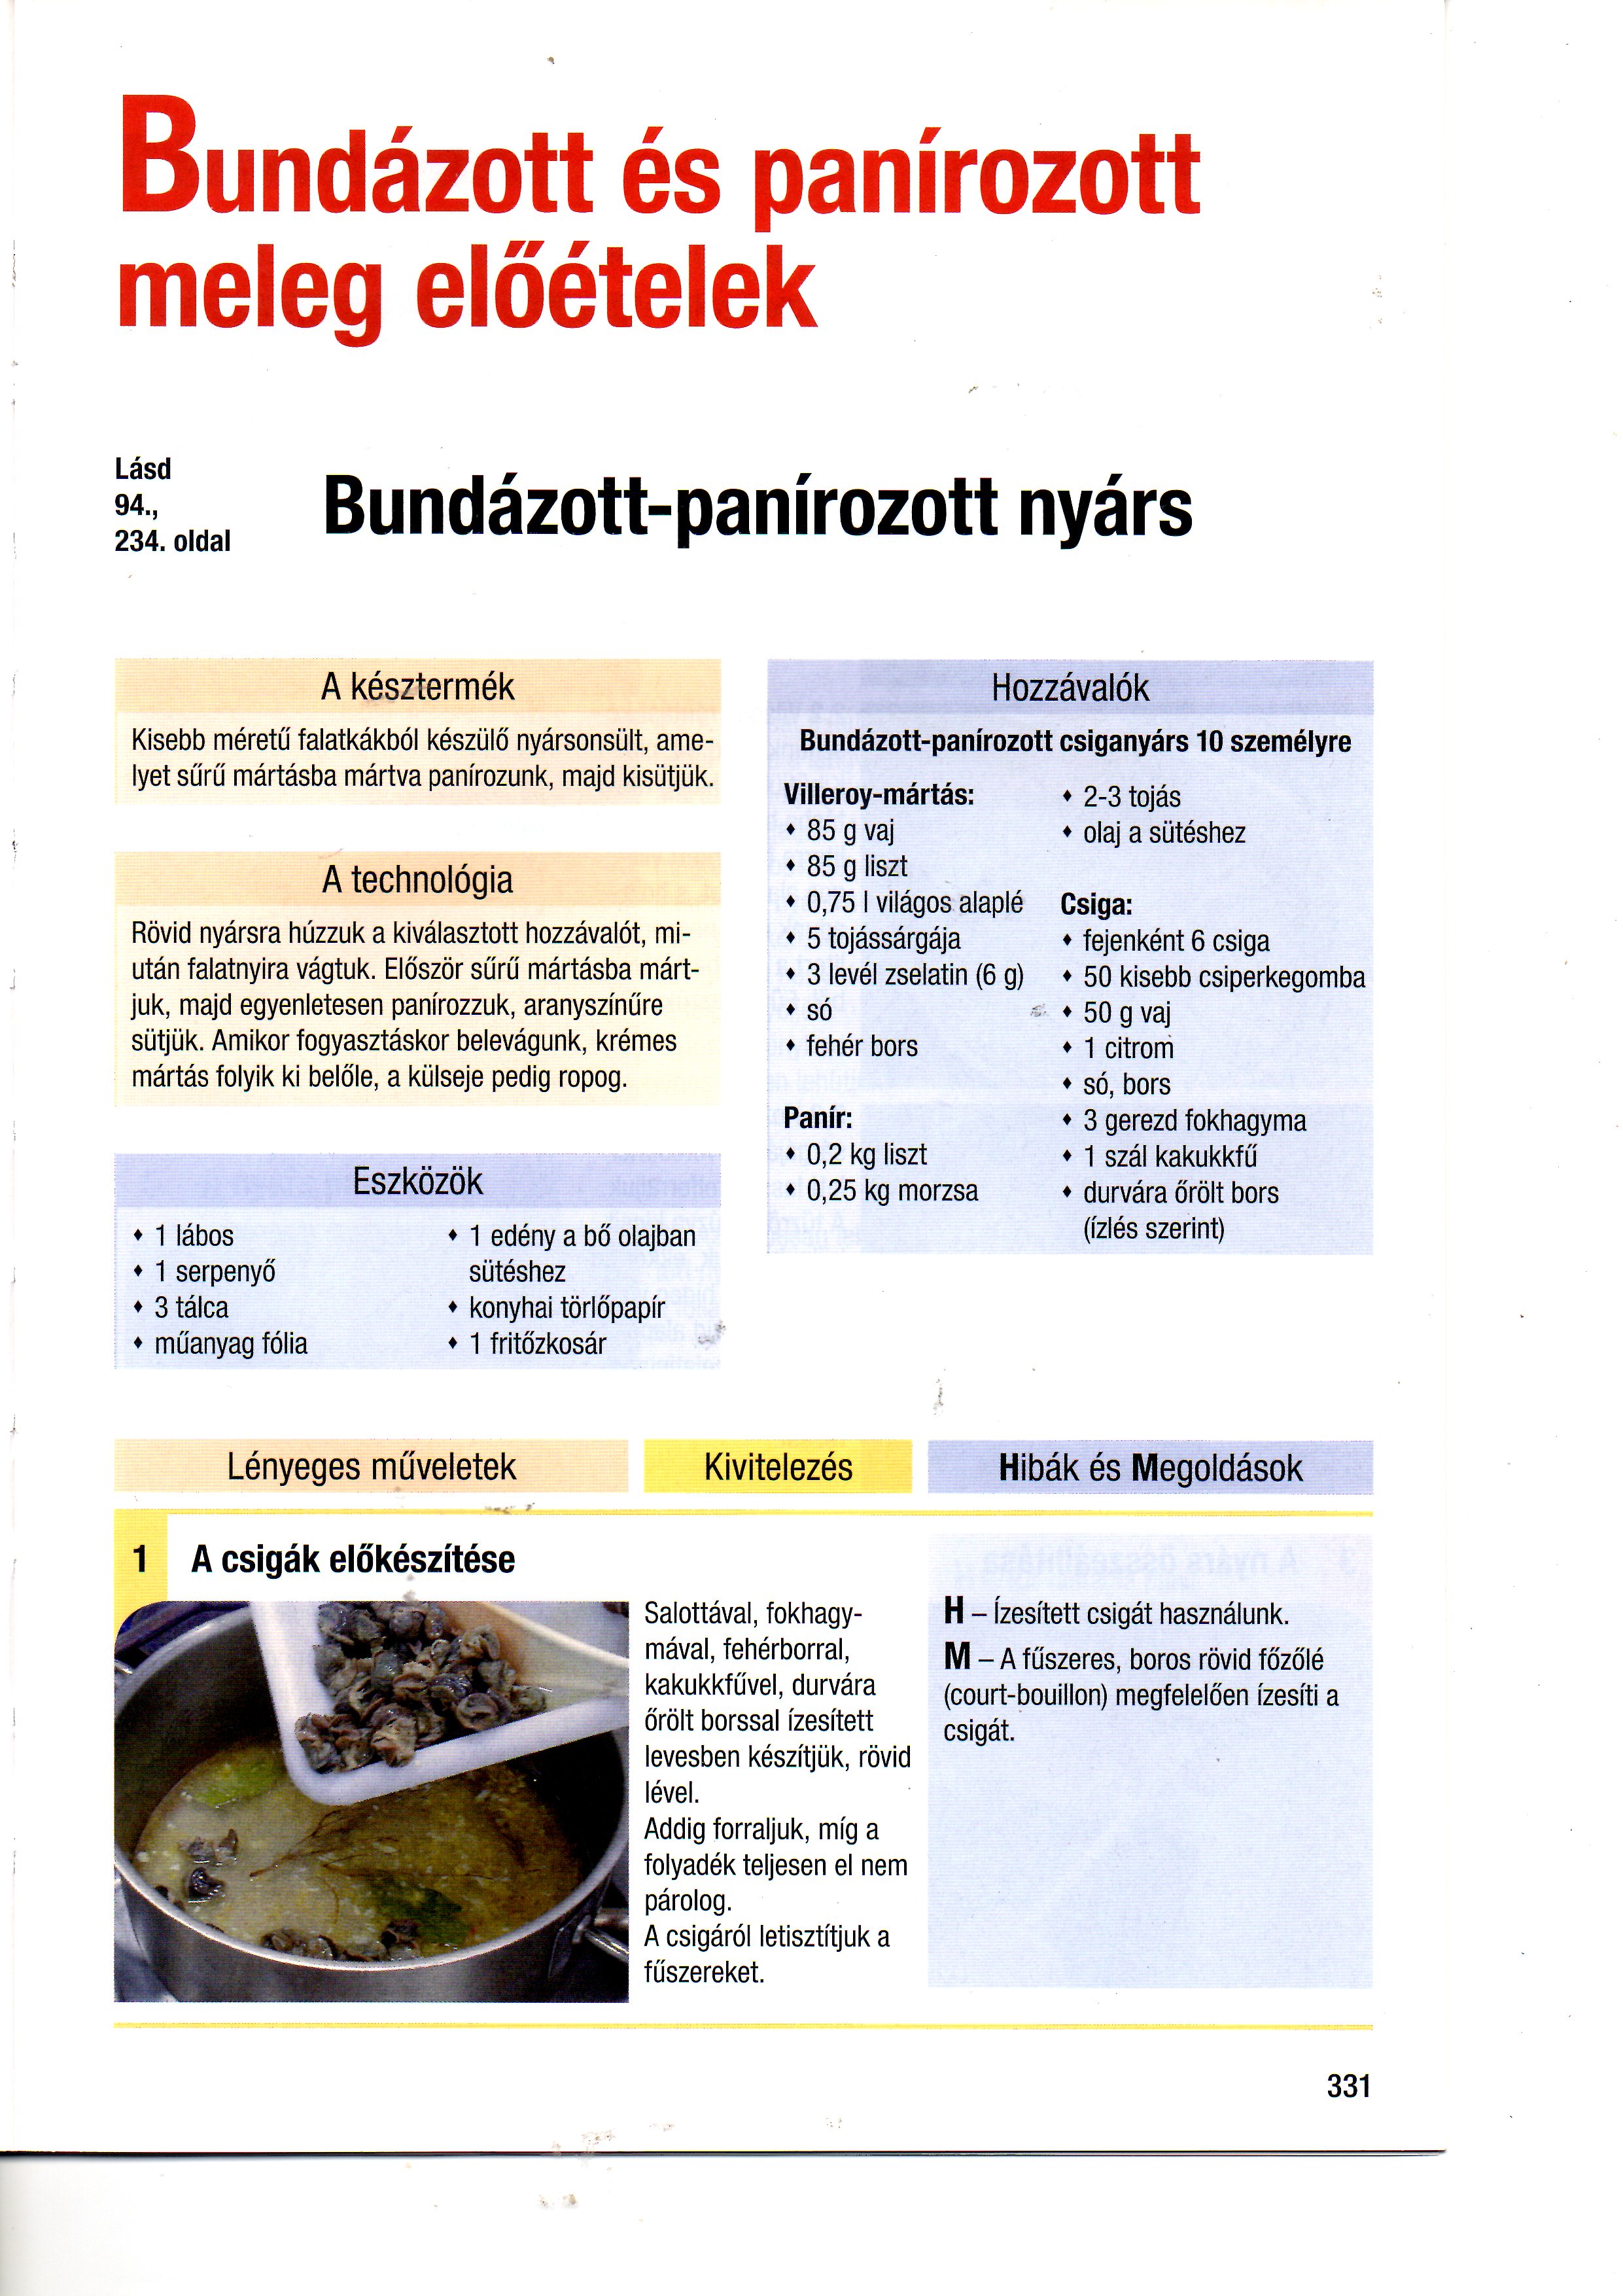 Bundázott és panírozott
meleg előételek
Lásd
94.,
234. oldal
Bundázott-panírozott nyárs
A késztermék
Kisebb méretű falatkákból készülő nyársonsült, ame-
lyet sűrű mártásba mártva panírozunk, majd kisütjük.
A technológia
Rövid nyársra húzzuk a kiválasztott hozzávalót, mi-
után falatnyira vágtuk. Először sűrű mártásba márt-
juk, majd egyenletesen panírozzuk, aranyszínűre
sütjük. Amikor fogyasztáskor belevágunk, krémes
mártás folyik ki belőle, a külseje pedig ropog.
Eszközök
♦ 1 lábos
♦ 1 serpenyő
♦ 3 tálca
♦ műanyag fólia
♦ 1 edény a bő olajban
sütéshez
♦ konyhai törlőpapír
♦ 1 fritőzkosár
Hozzávalók
Bundázott-panírozott csiganyárs 10 személyre
Villeroy-mártás:
♦ 85 g vaj
♦ 85 g liszt
♦ 0,75 l világos alaplé
♦ 5 tojássárgája
♦ 3 levél zselatin (6 g)
♦ só
♦ fehér bors
Panír:
♦ 0,2 kg liszt
♦ 0,25 kg morzsa
♦ 2-3 tojás
♦ olaj a sütéshez
Csiga:
♦ fejenként 6 csiga
♦ 50 kisebb csiperkegomba
♦ 50 g vaj
♦ 1 citrom
♦ só, bors
♦ 3 gerezd fokhagyma
♦ 1 szál kakukkfű
♦ durvára őrölt bors
(ízlés szerint)
Lényeges műveletek
Kivitelezés
Hibák és Megoldások
1 A csigák előkészítése
Salottával, fokhagy-
mával, fehérborral,
kakukkfűvel, durvára
őrölt borssal ízesített
levesben készítjük, rövid
lével.
Addig forraljuk, míg a
folyadék teljesen el nem
párolog.
A csigáról letisztítjuk a
fűszereket.
H – Ízesített csigát használunk.
M – A fűszeres, boros rövid főzőlé
(court-bouillon) megfelelően ízesíti a
csigát.
331